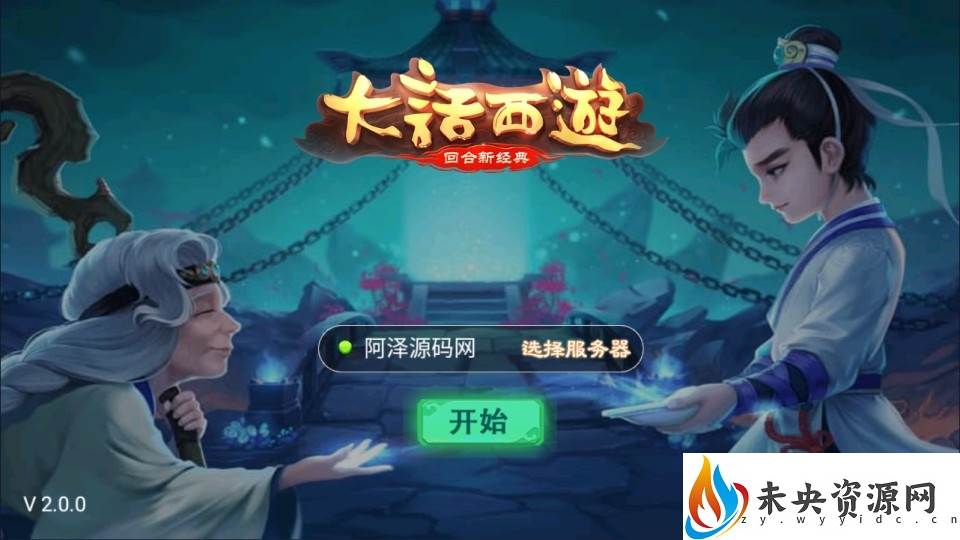 大話西遊
回合新经典
阿泽源码网 选择服务器
开始
V 2.0.0
未央资源网
zy.wyyidc.cn